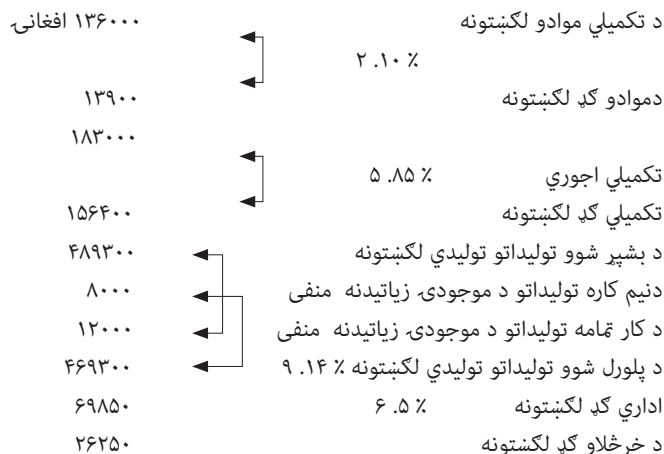 د تکمیلي موادو لګښتونه ۱۳۶۰۰۰ افغانۍ
۲ .۱۰ ٪
دموادو ګډ لګښتونه ۱۳۹۰۰
۱۸۳۰۰۰
تکمیلي اجوري ۵ .۸۵ ٪
تکمیلي ګډ لګښتونه ۱۵۶۴۰۰
د بشپړ شوو تولیداتو تولیدي لګښتونه ۴۸۹۳۰۰
دنیم کاره تولیداتو د موجودۍ زیاتیدنه منفی ۸۰۰۰
د کار تمامه تولیداتو د موجودۍ زیاتیدنه منفی ۱۲۰۰۰
د پلورل شوو تولیداتو تولیدي لګښتونه ٪ ۱۴. ۹ ۴۶۹۳۰۰
اداري ګډ لګښتونه ۶ .۵ ٪ ۶۹۸۵۰
د خرڅلاو ګډ لګښتونه ۲۶۲۵۰